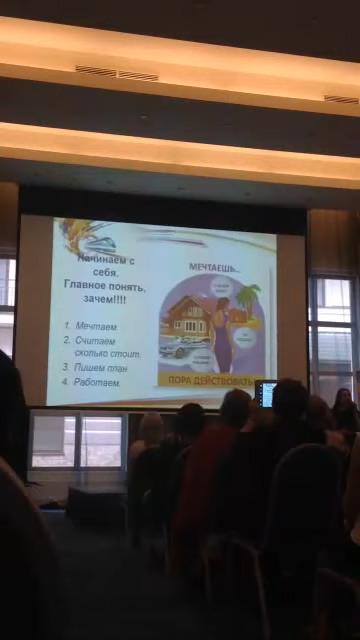 Начинаем с
себя.
Главное понять,
зачем!!!!
1. Мечтаем.
2. Считаем
сколько стоит.
3. Пишем план
4. Работаем.
МЕЧТАЕШЬ...
ПОРА ДЕЙСТВОВАТЬ